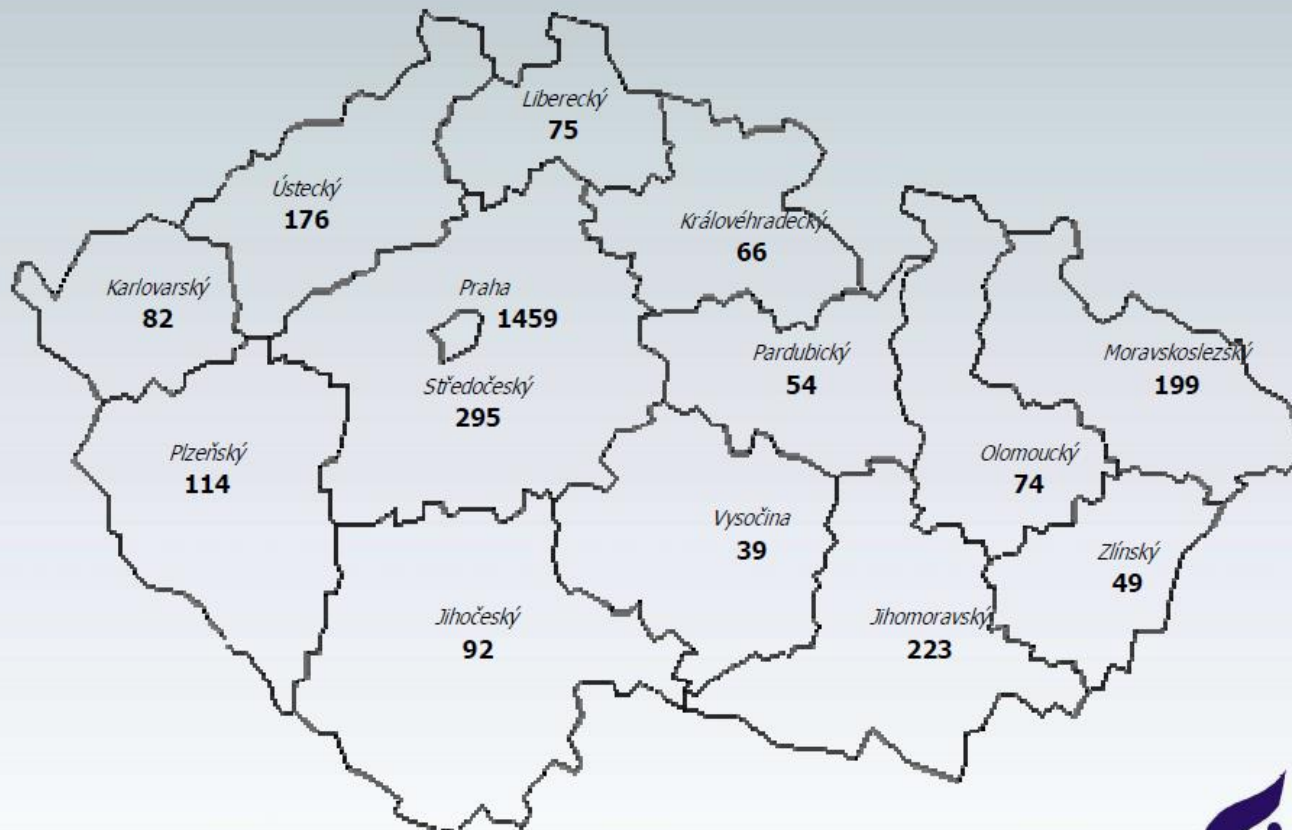 Liberecký
75
Ústecký
176
Královéhradecký
66
Karlovarský
82
Praha
1459
Pardubický
54
Moravskoslezský
199
Středočeský
295
Plzeňský
114
Olomoucký
74
Vysočina
39
Zlínský
49
Jihočeský
92
Jihomoravský
223